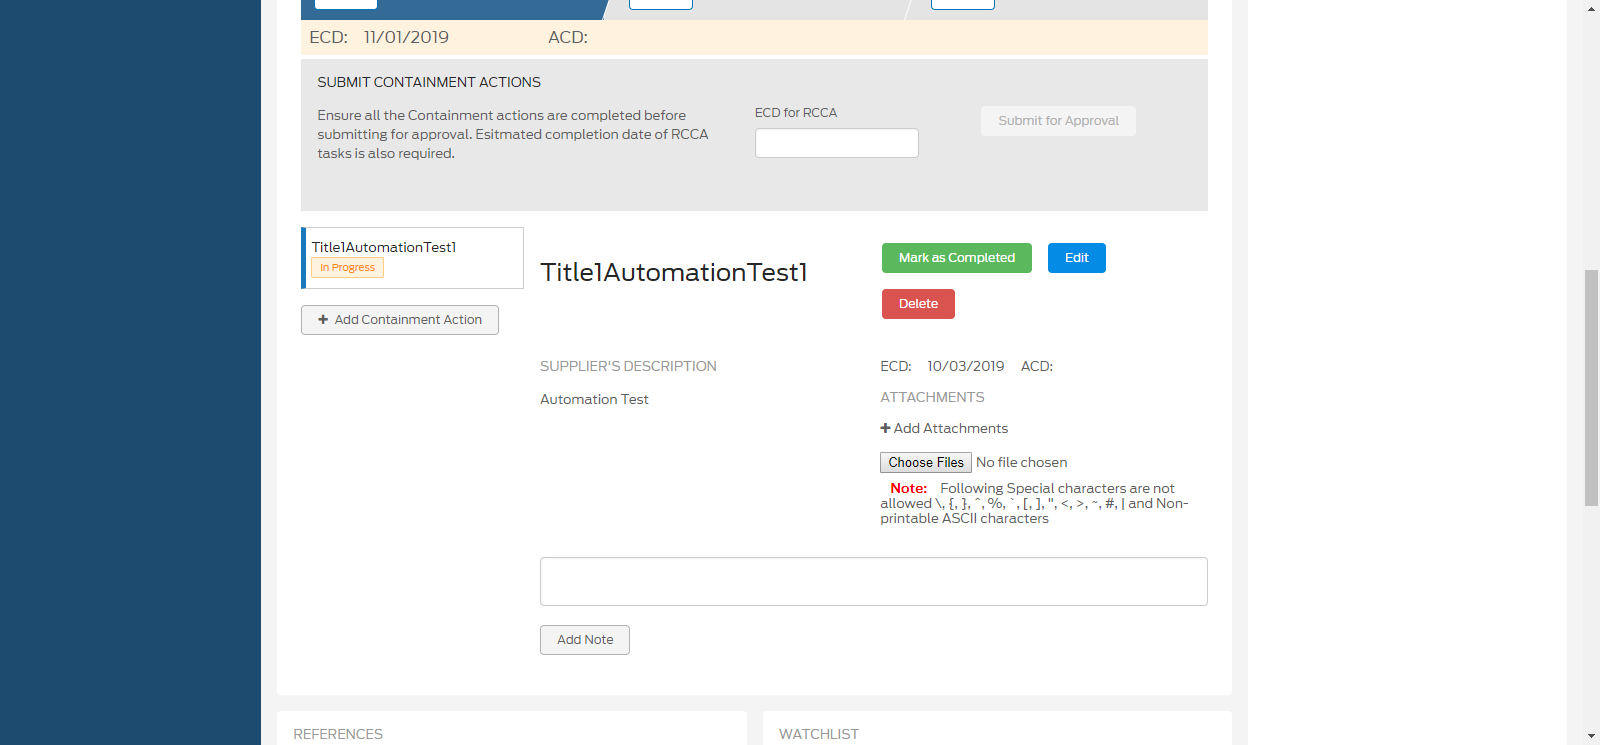 ECD: 11/01/2019 ACD:
SUBMIT CONTAINMENT ACTIONS
Ensure all the Containment actions are completed before
submitting for approval. Esitmated completion date of RCCA
tasks is also required.
ECD for RCCA
Submit for Approval
Title1AutomationTest1
In Progress
+ Add Containment Action
Title1AutomationTest1
Mark as Completed
Edit
Delete
SUPPLIER'S DESCRIPTION
Automation Test
ECD: 10/03/2019 ACD:
ATTACHMENTS
+ Add Attachments
Choose Files No file chosen
Note: Following Special characters are not
allowed \, {, }, ^, %, `, [, ], ", <, >, ~, #, | and Non-
printable ASCII characters
Add Note
REFERENCES
WATCHLIST